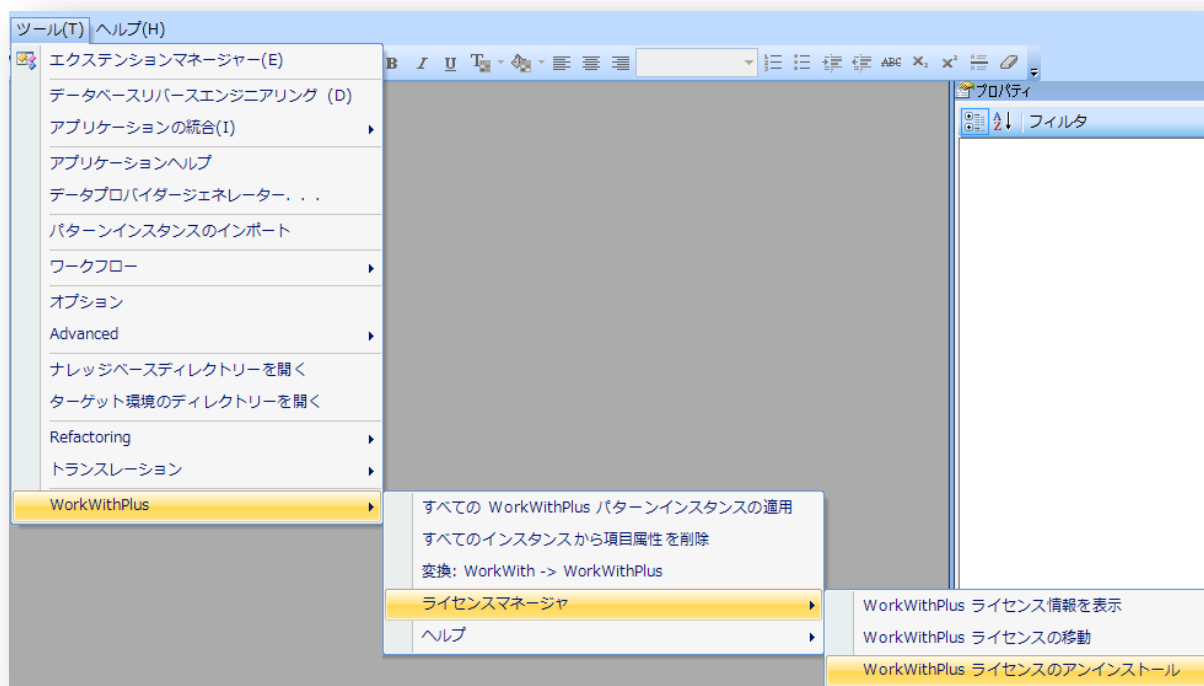 ツール(T) ヘルプ(H)
エクステンションマネージャー(E)
B I U T ABC X₂ x²
データベースリバースエンジニアリング (D)
プロパティ
アプリケーションの統合(I)
フィルタ
アプリケーションヘルプ
データプロバイダージェネレーター. . .
パターンインスタンスのインポート
ワークフロー
オプション
Advanced
ナレッジベースディレクトリーを開く
ターゲット環境のディレクトリーを開く
Refactoring
トランスレーション
WorkWithPlus
すべての WorkWithPlus パターンインスタンスの適用
すべてのインスタンスから項目属性を削除
変換: WorkWith -> WorkWithPlus
ライセンスマネージャ
ヘルプ
WorkWithPlus ライセンス情報を表示
WorkWithPlus ライセンスの移動
WorkWithPlus ライセンスのアンインストール